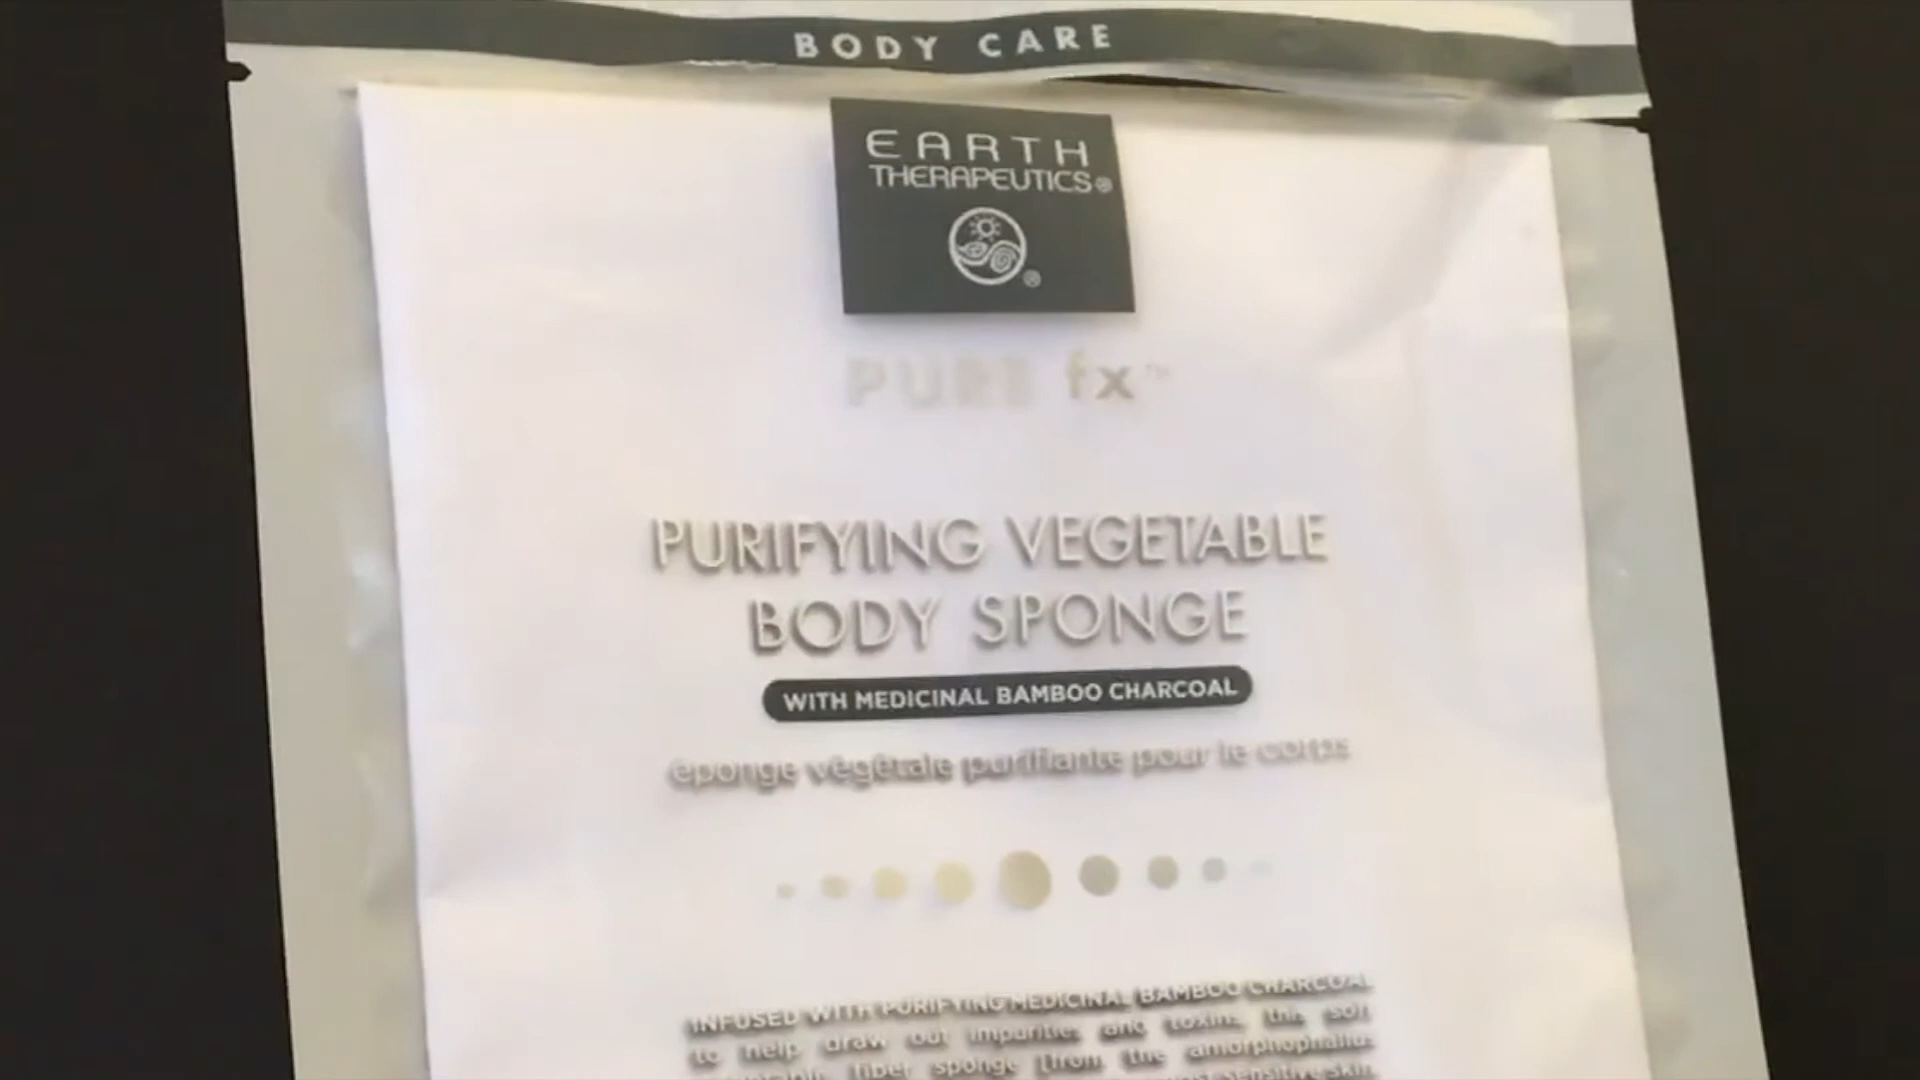 BODY CARE
EARTH
THERAPEUTICS®
®
PURE fx™
PURIFYING VEGETABLE
BODY SPONGE
WITH MEDICINAL BAMBOO CHARCOAL
éponge végétale purifiante pour le corps
INFUSED WITH PURIFYING MEDICINAL BAMBOO CHARCOAL
to help draw out impurities and toxins, this soft
fiber sponge (from the amorphophallus
sensitive skin.